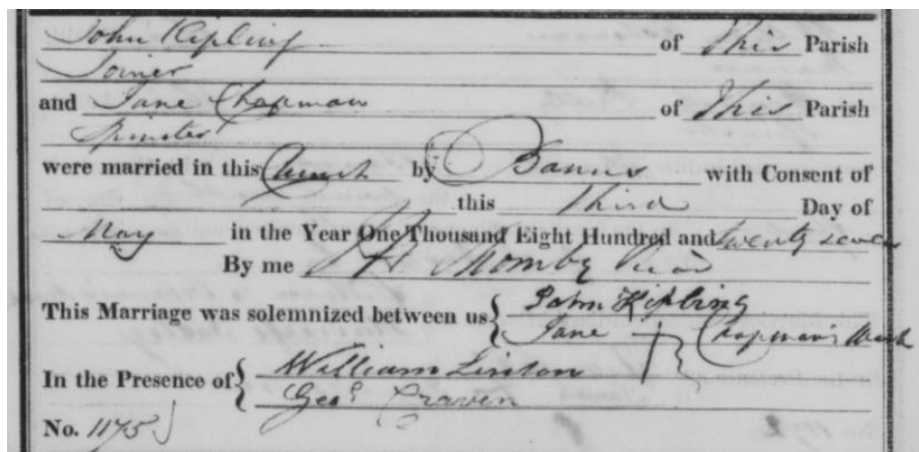 John Kipling of This Parish
Joiner
and Jane Chapman of This Parish
Spinster
were married in this Church by Banns with Consent of
this third Day of
May in the Year One Thousand Eight Hundred and twenty seven
By me
This Marriage was solemnized between us { John Kipling
Jane + Chapman's Mark
In the Presence of { William Linton
Geo. Craven
No. 1175